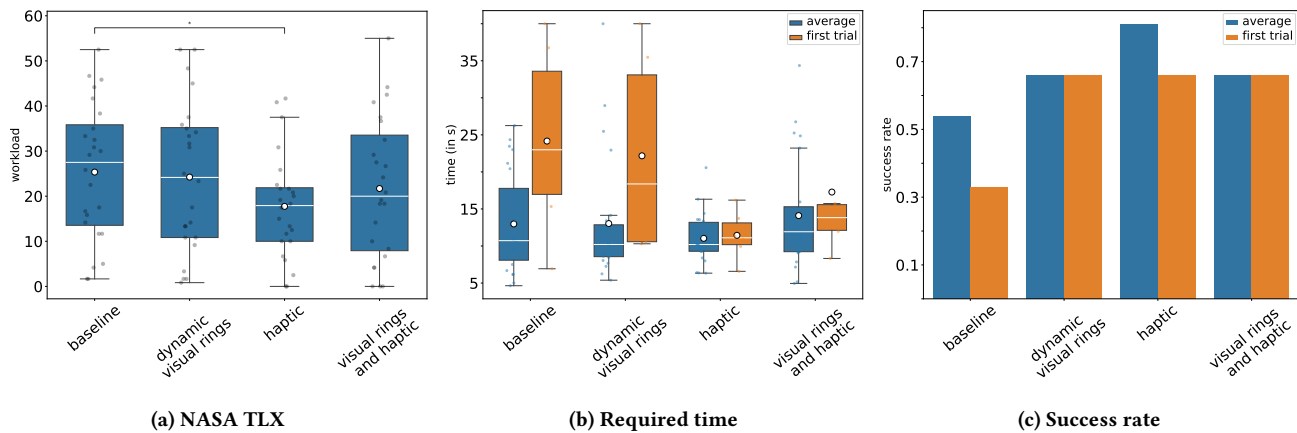 60
50
40
30
20
10
0
workload
*
baseline
dynamic
visual rings
haptic
visual rings
and haptic
(a) NASA TLX
35
25
15
5
time (in s)
average
first trial
baseline
dynamic
visual rings
haptic
visual rings
and haptic
(b) Required time
0.7
0.5
0.3
0.1
success rate
average
first trial
baseline
dynamic
visual rings
haptic
visual rings
and haptic
(c) Success rate